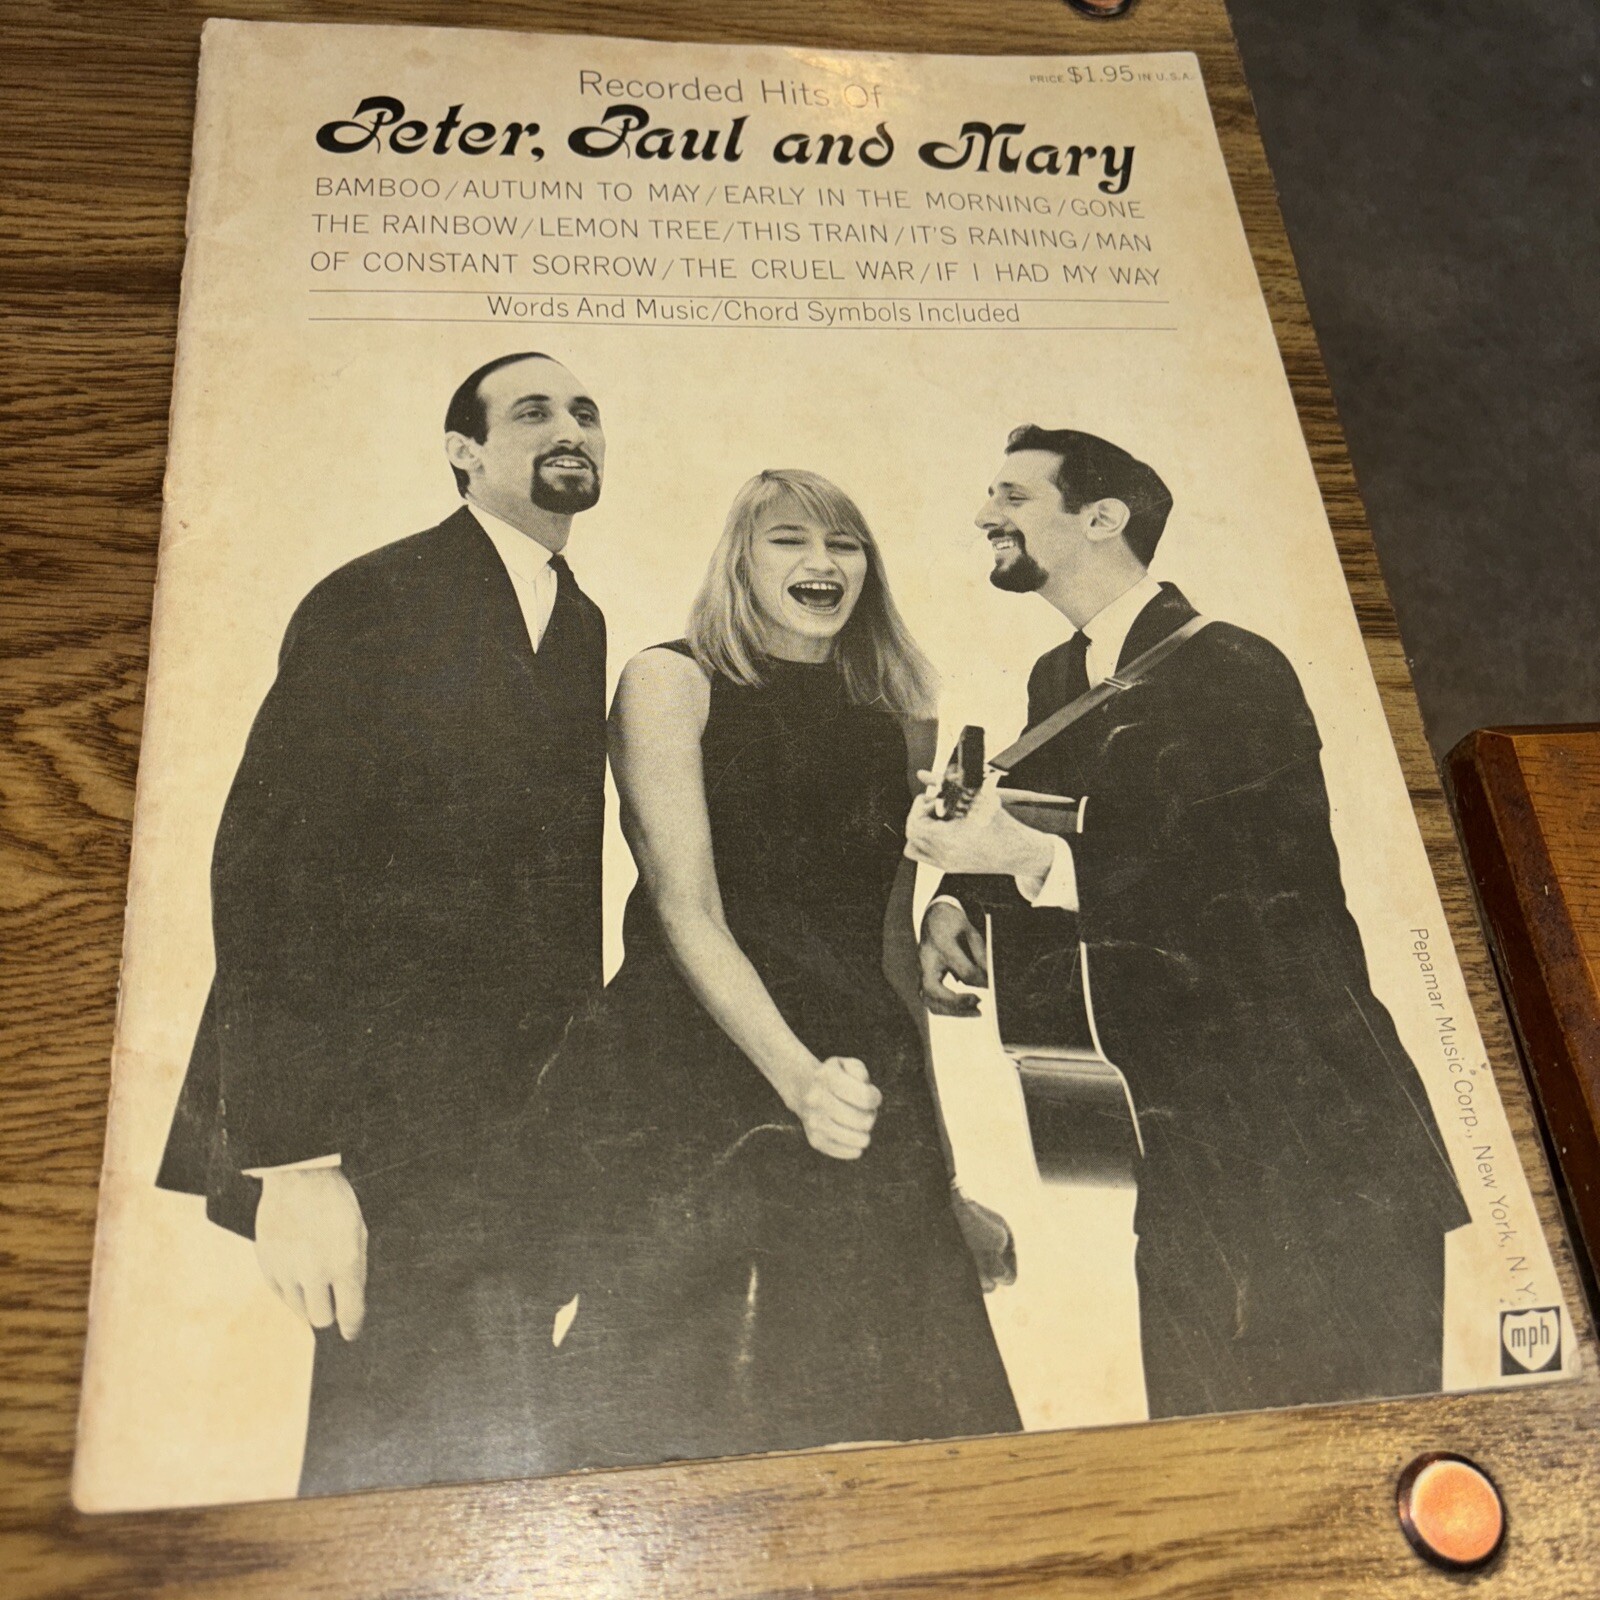 PRICE $1.95 IN U.S.A.
Recorded Hits Of
Peter, Paul and Mary
BAMBOO/AUTUMN TO MAY/EARLY IN THE MORNING/GONE
THE RAINBOW/LEMON TREE/THIS TRAIN/IT'S RAINING/MAN
OF CONSTANT SORROW/THE CRUEL WAR/IF I HAD MY WAY
Words And Music/Chord Symbols Included
Pepamar Music Corp., New York, N. Y.
mph